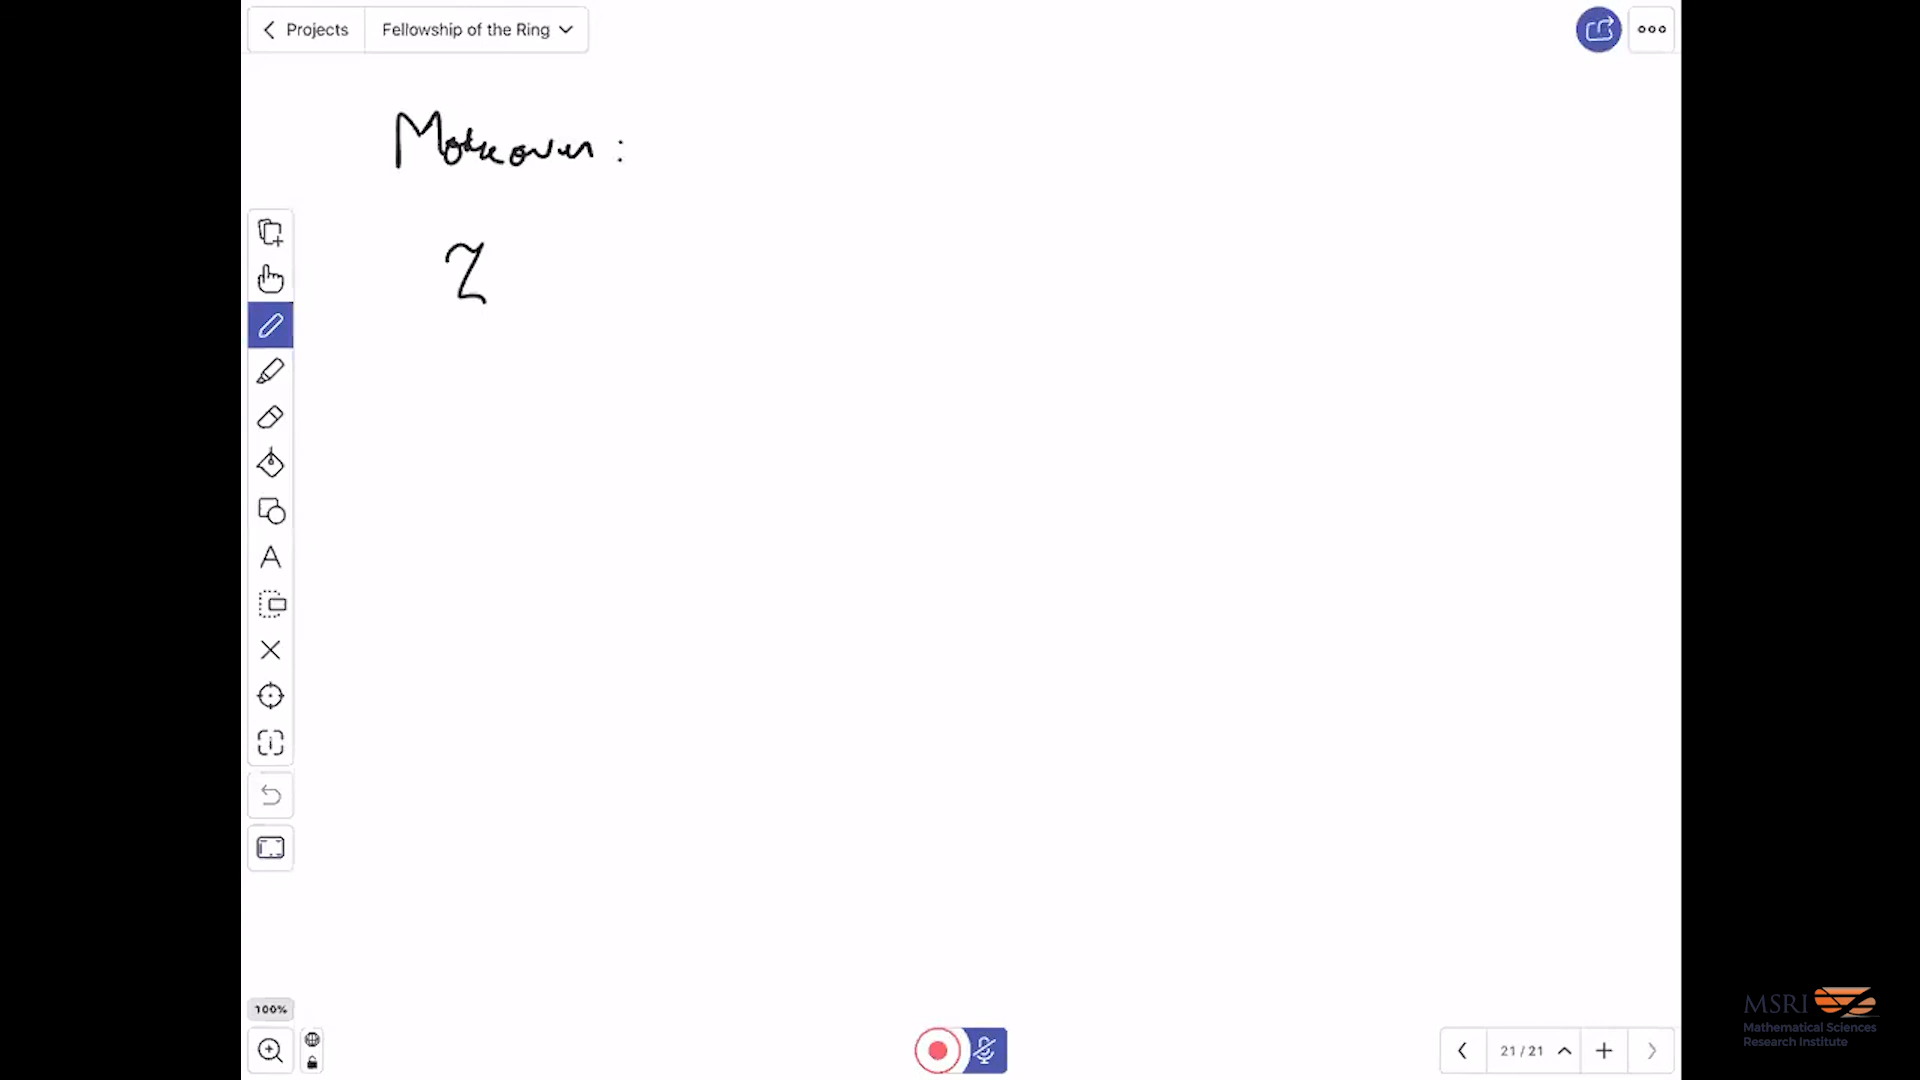 Projects
Fellowship of the Ring
Moreover:
Z
A
100%
21/21
MSRI
Mathematical Sciences
Research Institute